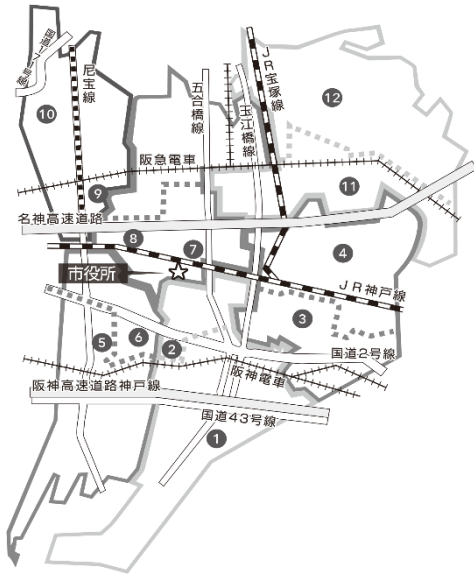 国道171号線
尼宝線
五合橋線
玉江橋線
JR宝塚線
⑫
⑩
阪急電車
⑪
⑨
名神高速道路
⑧
⑦
④
市役所
JR神戸線
③
⑤
⑥
②
国道2号線
阪神電車
阪神高速道路神戸線
国道43号線
①